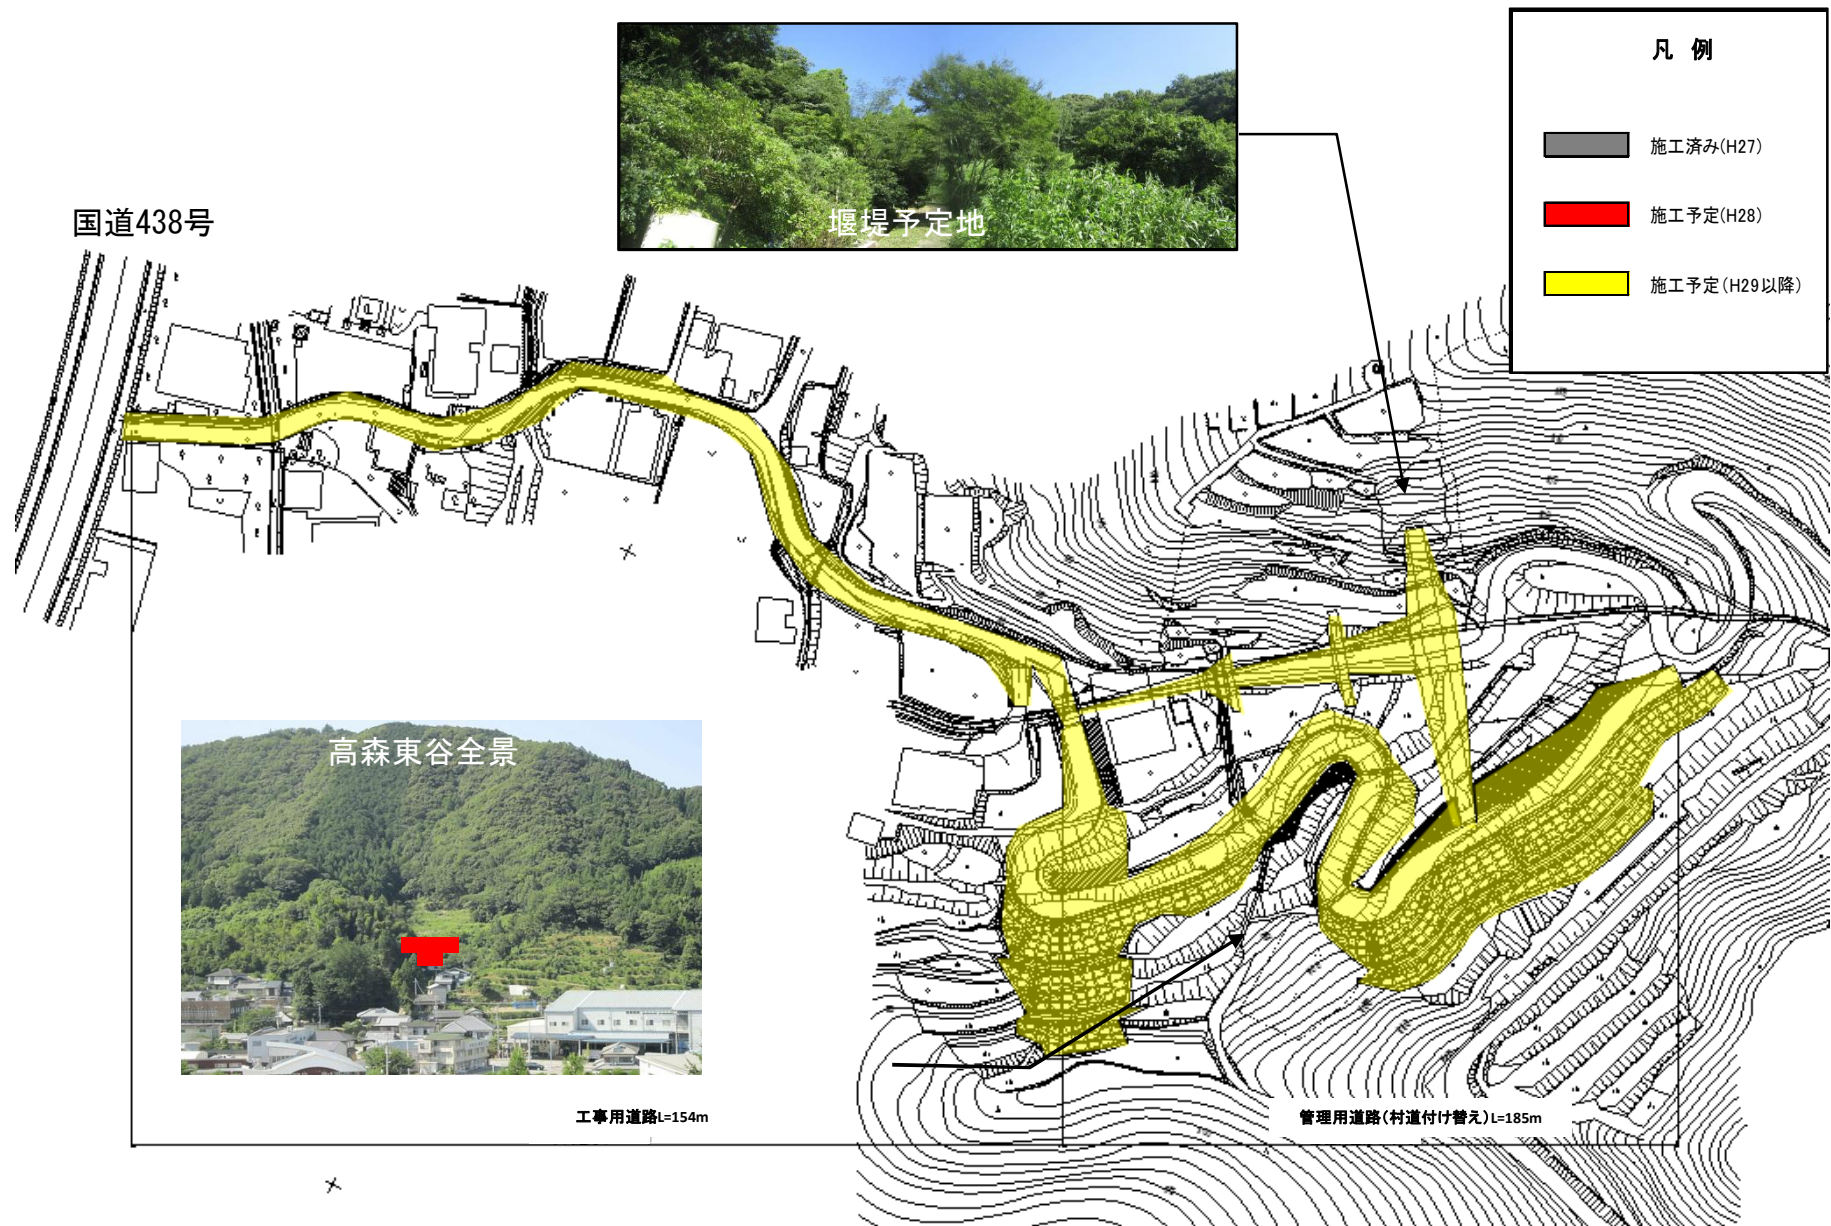 凡 例
施工済み(H27)
施工予定(H28)
施工予定(H29以降)
堰堤予定地
国道438号
高森東谷全景
工事用道路L=154m
管理用道路(村道付け替え)L=185m